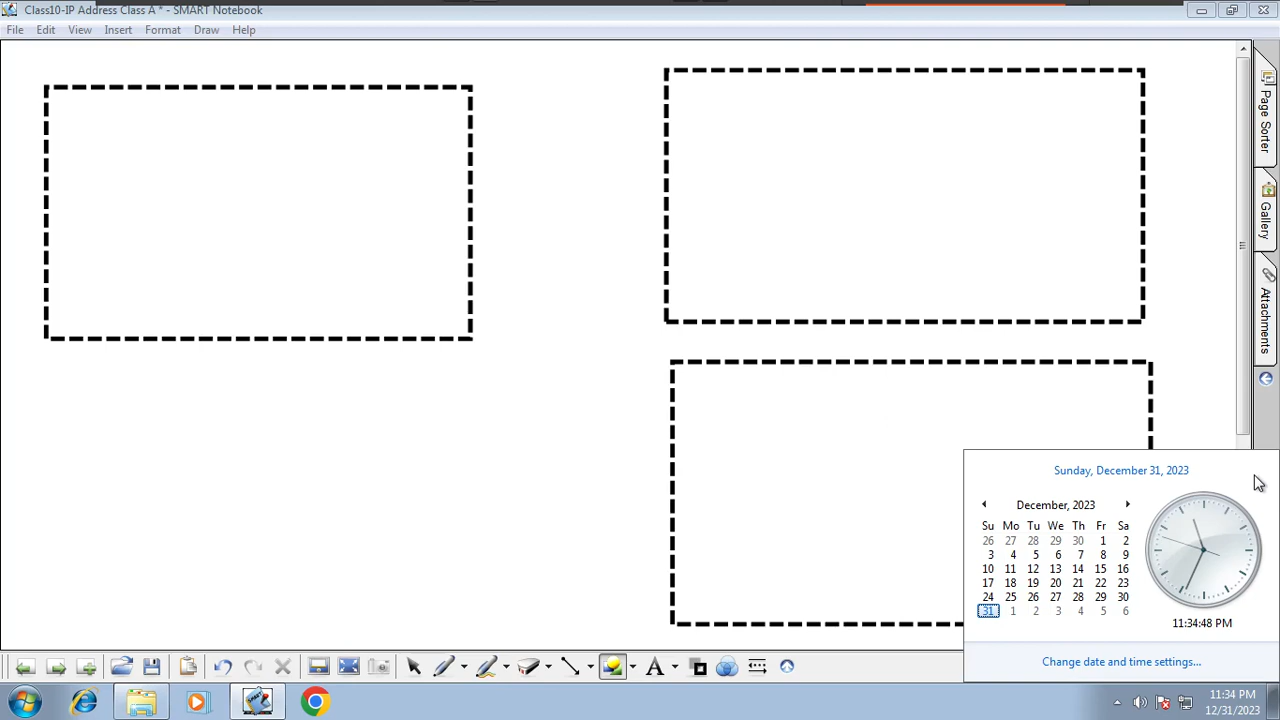 Class10-IP Address Class A * - SMART Notebook
File Edit View Insert Format Draw Help
Page Sorter
Gallery
Attachments
Sunday, December 31, 2023
December, 2023
Su Mo Tu We Th Fr Sa
26 27 28 29 30 1 2
3 4 5 6 7 8 9
10 11 12 13 14 15 16
17 18 19 20 21 22 23
24 25 26 27 28 29 30
31 1 2 3 4 5 6
11:34:48 PM
Change date and time settings...
A
11:34 PM
12/31/2023